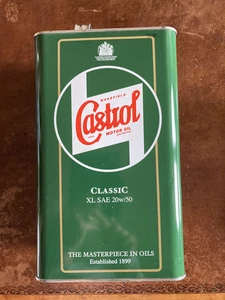 WAKEFIELD
Castrol
MOTOR OIL
CLASSIC
XL SAE 20w/50
THE MASTERPIECE IN OILS
Established 1899